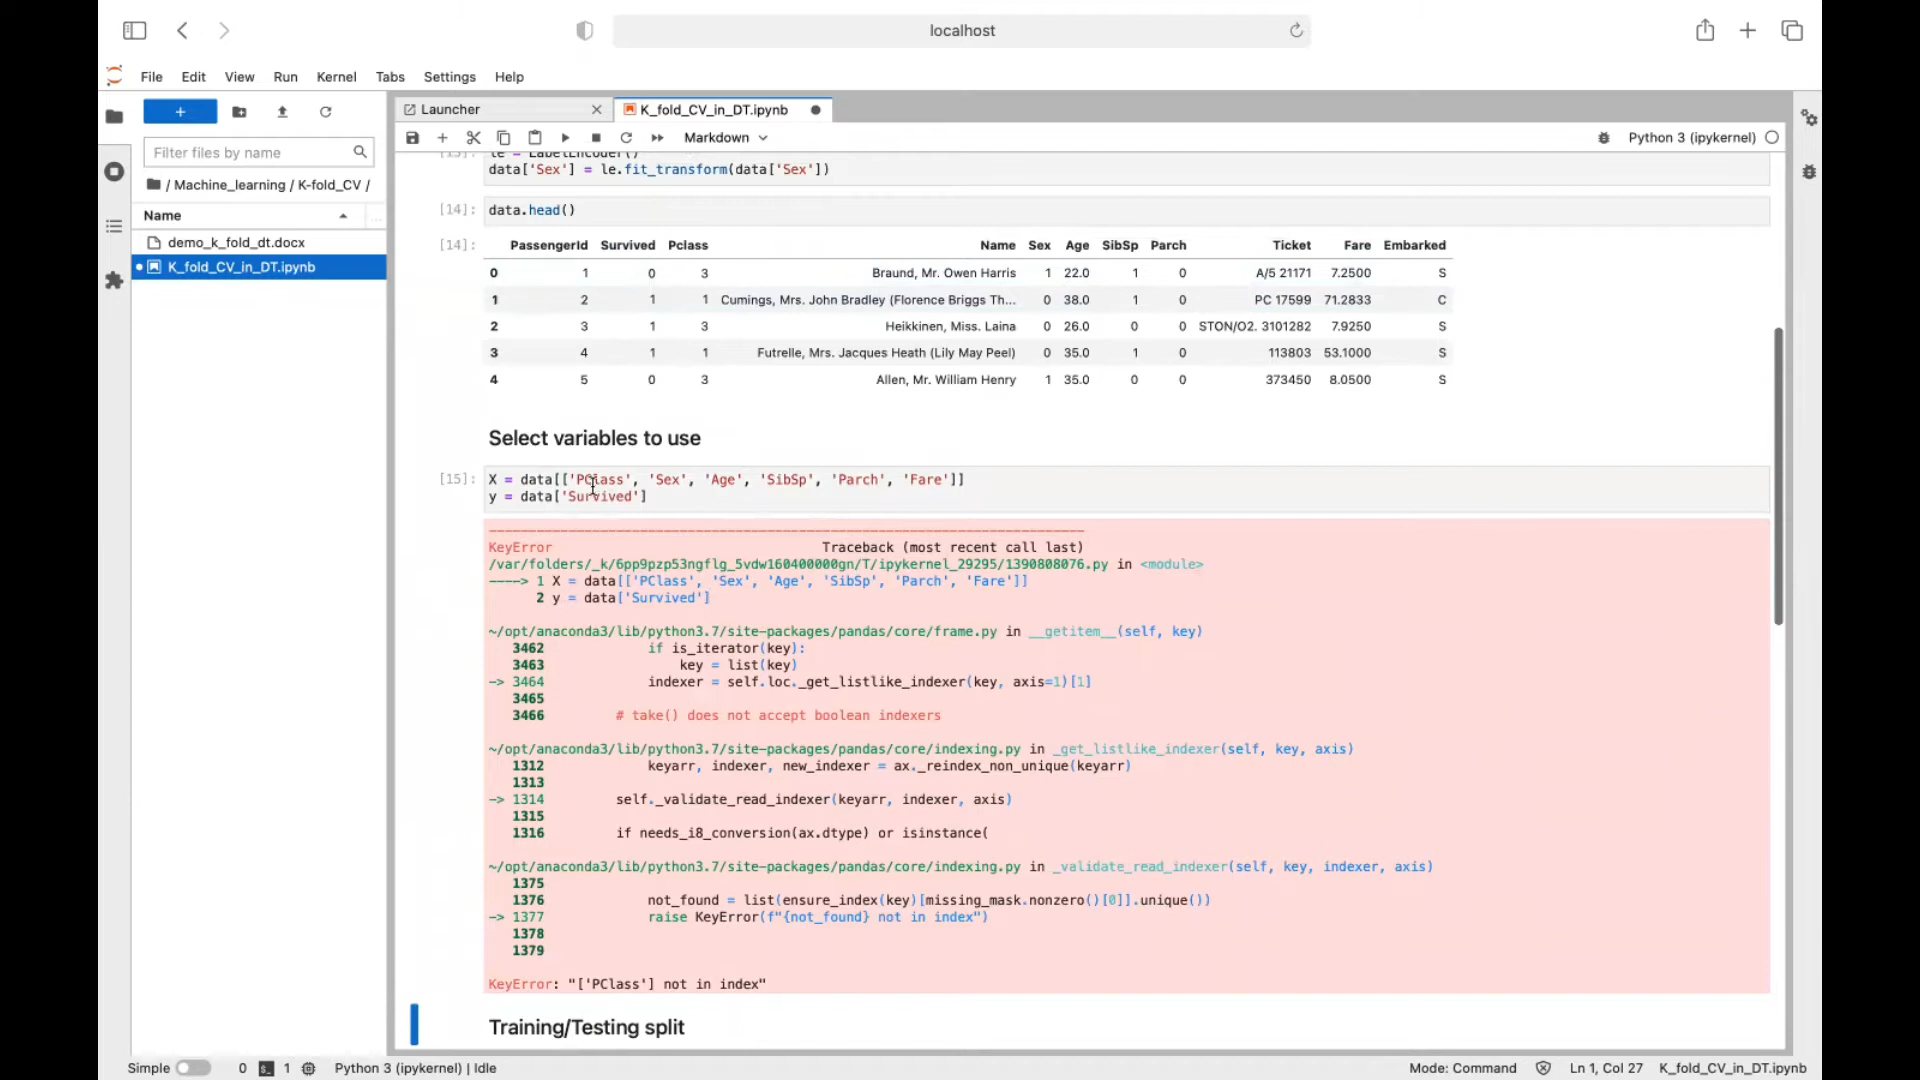 localhost
File Edit View Run Kernel Tabs Settings Help
Launcher
K_fold_CV_in_DT.ipynb
+
Filter files by name
Markdown
Python 3 (ipykernel)
/ Machine_learning / K-fold_CV /
Name
demo_k_fold_dt.docx
K_fold_CV_in_DT.ipynb
[13]: le = LabelEncoder()
data['Sex'] = le.fit_transform(data['Sex'])
[14]: data.head()
[14]: PassengerId Survived Pclass Name Sex Age SibSp Parch Ticket Fare Embarked
0 1 0 3 Braund, Mr. Owen Harris 1 22.0 1 0 A/5 21171 7.2500 S
1 2 1 1 Cumings, Mrs. John Bradley (Florence Briggs Th... 0 38.0 1 0 PC 17599 71.2833 C
2 3 1 3 Heikkinen, Miss. Laina 0 26.0 0 0 STON/O2. 3101282 7.9250 S
3 4 1 1 Futrelle, Mrs. Jacques Heath (Lily May Peel) 0 35.0 1 0 113803 53.1000 S
4 5 0 3 Allen, Mr. William Henry 1 35.0 0 0 373450 8.0500 S
Select variables to use
[15]: X = data[['PClass', 'Sex', 'Age', 'SibSp', 'Parch', 'Fare']]
y = data['Survived']
---------------------------------------------------------------------------
KeyError Traceback (most recent call last)
/var/folders/_k/6pp9pzp53ngflg_5vdw160400000gn/T/ipykernel_29295/1390808076.py in <module>
----> 1 X = data[['PClass', 'Sex', 'Age', 'SibSp', 'Parch', 'Fare']]
2 y = data['Survived']
~/opt/anaconda3/lib/python3.7/site-packages/pandas/core/frame.py in __getitem__(self, key)
3462 if is_iterator(key):
3463 key = list(key)
-> 3464 indexer = self.loc._get_listlike_indexer(key, axis=1)[1]
3465
3466 # take() does not accept boolean indexers
~/opt/anaconda3/lib/python3.7/site-packages/pandas/core/indexing.py in _get_listlike_indexer(self, key, axis)
1312 keyarr, indexer, new_indexer = ax._reindex_non_unique(keyarr)
1313
-> 1314 self._validate_read_indexer(keyarr, indexer, axis)
1315
1316 if needs_i8_conversion(ax.dtype) or isinstance(
~/opt/anaconda3/lib/python3.7/site-packages/pandas/core/indexing.py in _validate_read_indexer(self, key, indexer, axis)
1375
1376 not_found = list(ensure_index(key)[missing_mask.nonzero()[0]].unique())
-> 1377 raise KeyError(f"{not_found} not in index")
1378
1379
KeyError: "['PClass'] not in index"
Training/Testing split
Simple 0 1 Python 3 (ipykernel) | Idle Mode: Command Ln 1, Col 27 K_fold_CV_in_DT.ipynb